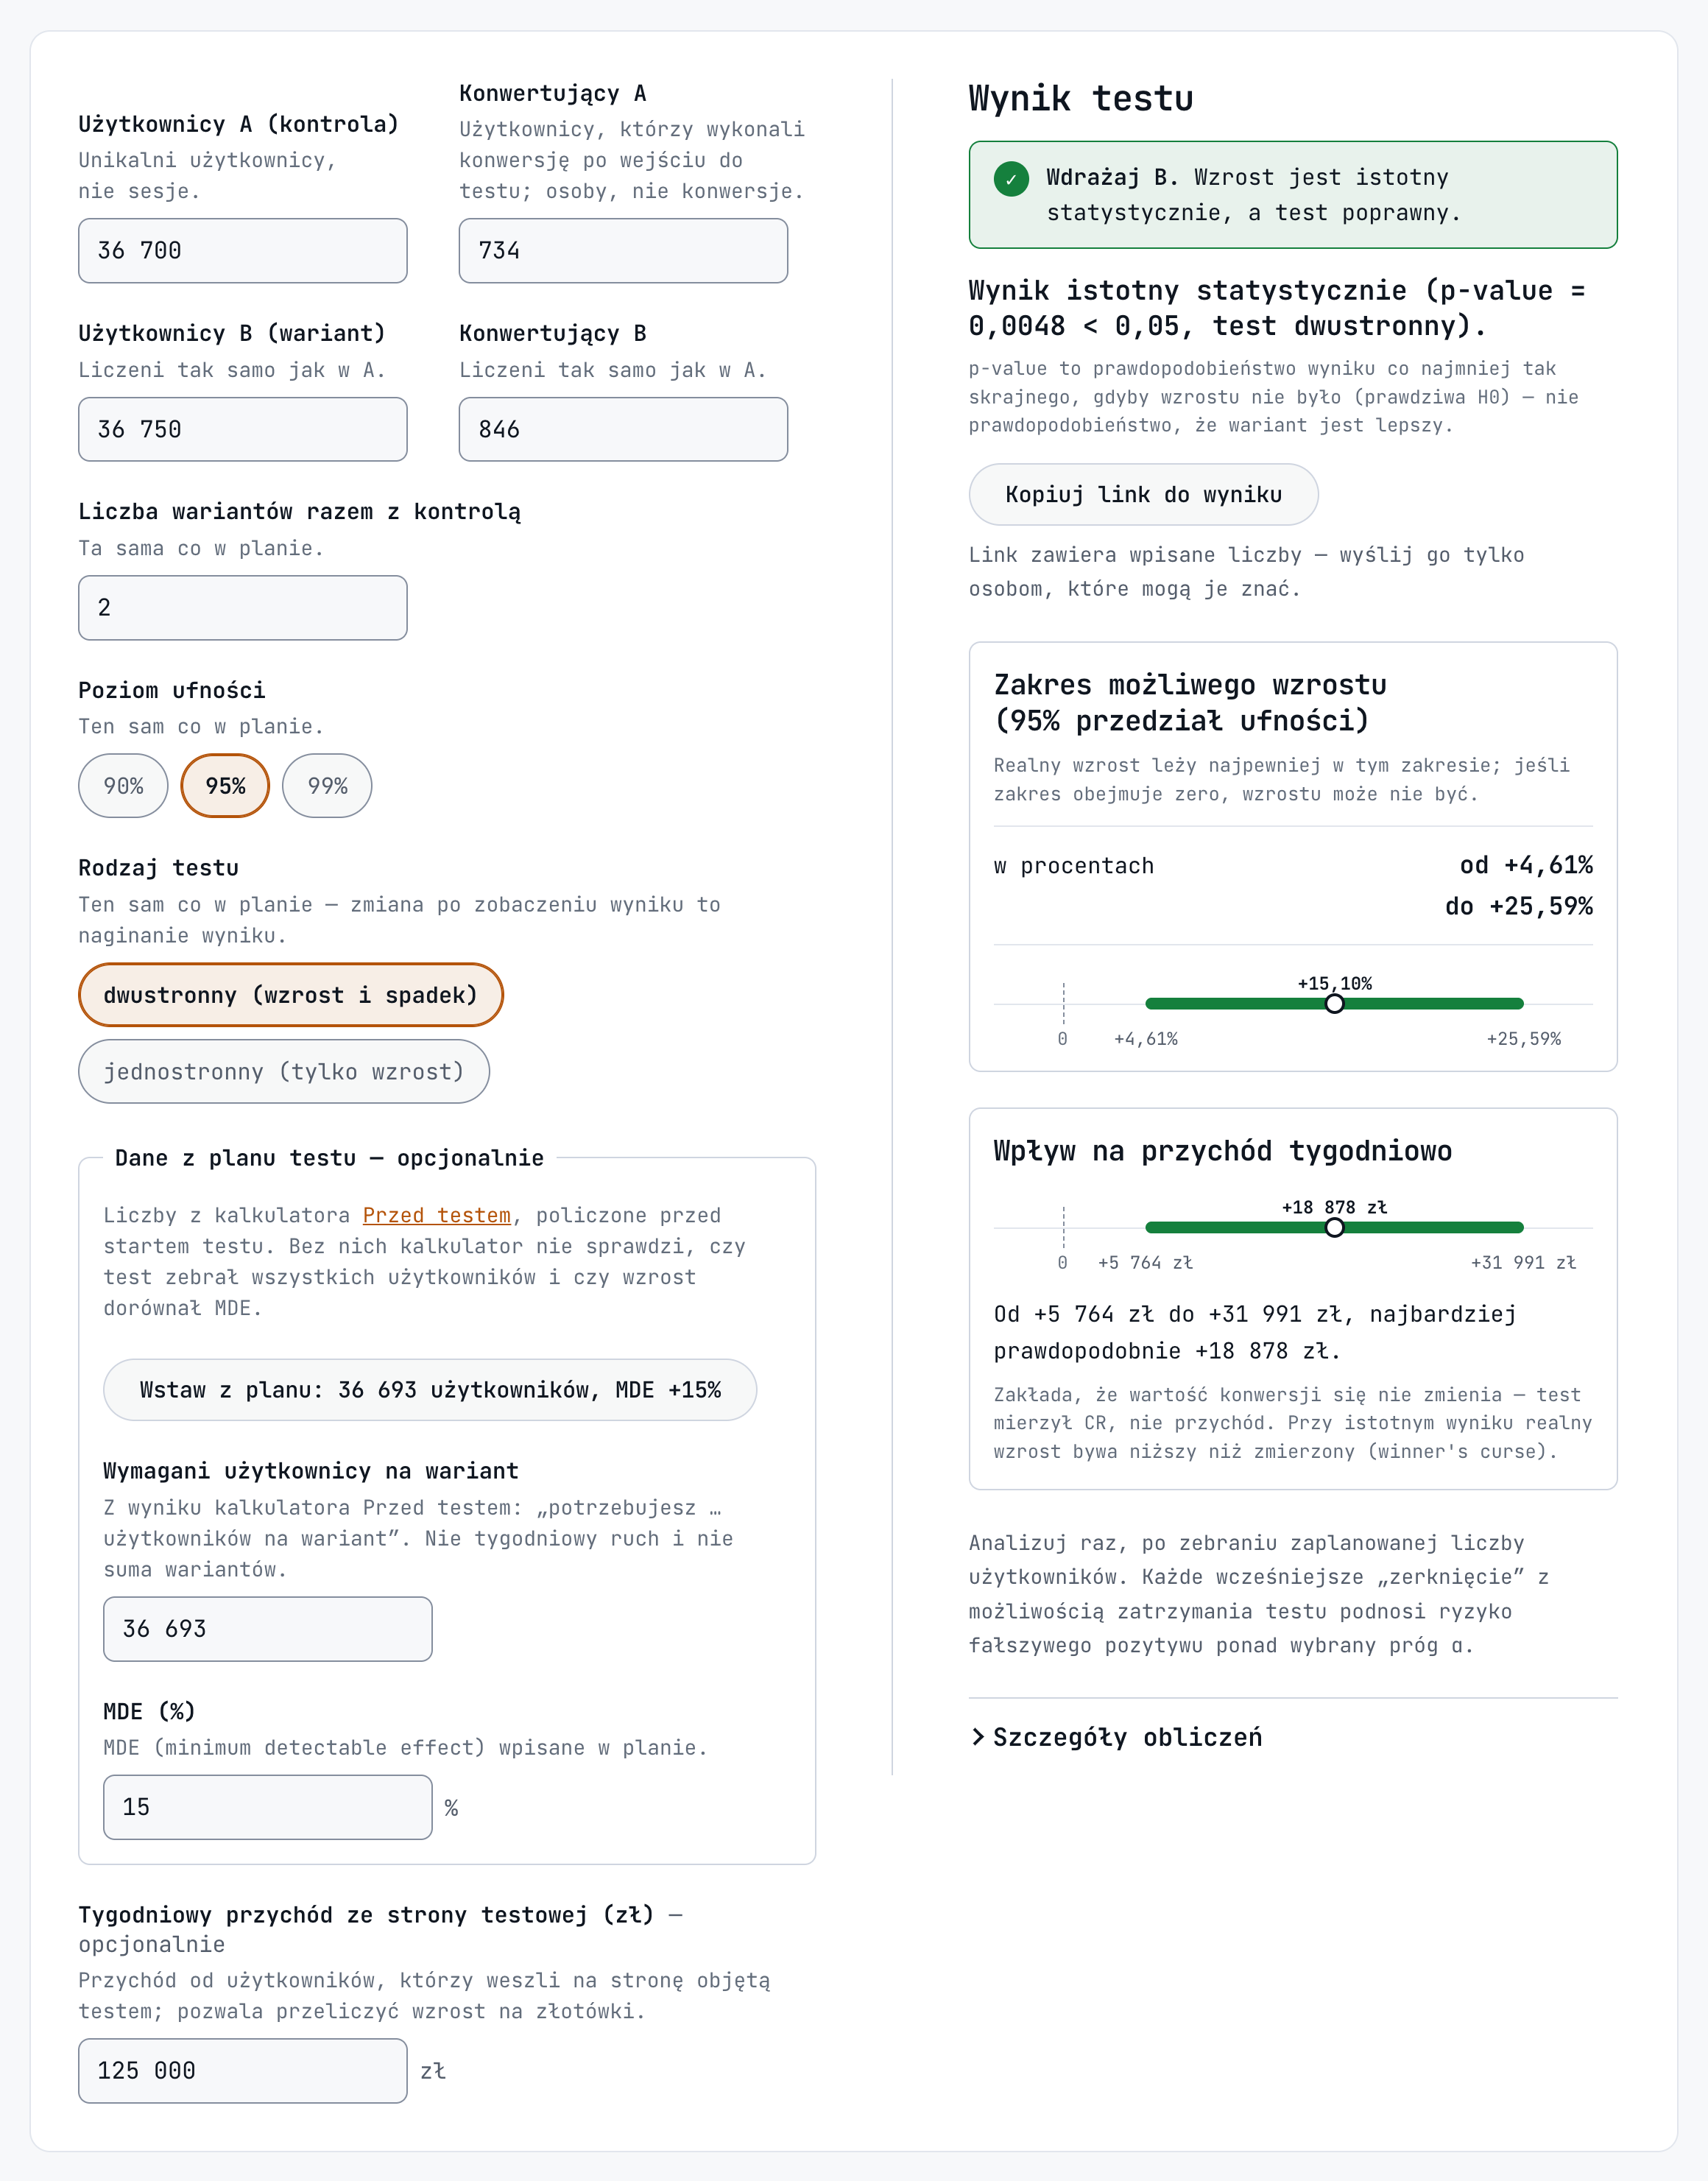 Użytkownicy A (kontrola)
Unikalni użytkownicy,
nie sesje.
36 700
Konwertujący A
Użytkownicy, którzy wykonali
konwersję po wejściu do
testu; osoby, nie konwersje.
734
Użytkownicy B (wariant)
Liczeni tak samo jak w A.
36 750
Konwertujący B
Liczeni tak samo jak w A.
846
Liczba wariantów razem z kontrolą
Ta sama co w planie.
2
Poziom ufności
Ten sam co w planie.
90% 95% 99%
Rodzaj testu
Ten sam co w planie — zmiana po zobaczeniu wyniku to
naginanie wyniku.
dwustronny (wzrost i spadek)
jednostronny (tylko wzrost)
Dane z planu testu — opcjonalnie
Liczby z kalkulatora Przed testem, policzone przed
startem testu. Bez nich kalkulator nie sprawdzi, czy
test zebrał wszystkich użytkowników i czy wzrost
dorównał MDE.
Wstaw z planu: 36 693 użytkowników, MDE +15%
Wymagani użytkownicy na wariant
Z wyniku kalkulatora Przed testem: „potrzebujesz …
użytkowników na wariant”. Nie tygodniowy ruch i nie
suma wariantów.
36 693
MDE (%)
MDE (minimum detectable effect) wpisane w planie.
15 %
Tygodniowy przychód ze strony testowej (zł) —
opcjonalnie
Przychód od użytkowników, którzy weszli na stronę objętą
testem; pozwala przeliczyć wzrost na złotówki.
125 000 zł
Wynik testu
✓ Wdrażaj B. Wzrost jest istotny
statystycznie, a test poprawny.
Wynik istotny statystycznie (p-value =
0,0048 < 0,05, test dwustronny).
p-value to prawdopodobieństwo wyniku co najmniej tak
skrajnego, gdyby wzrostu nie było (prawdziwa H0) — nie
prawdopodobieństwo, że wariant jest lepszy.
Kopiuj link do wyniku
Link zawiera wpisane liczby — wyślij go tylko
osobom, które mogą je znać.
Zakres możliwego wzrostu
(95% przedział ufności)
Realny wzrost leży najpewniej w tym zakresie; jeśli
zakres obejmuje zero, wzrostu może nie być.
w procentach od +4,61%
do +25,59%
+15,10%
0 +4,61% +25,59%
Wpływ na przychód tygodniowo
+18 878 zł
0 +5 764 zł +31 991 zł
Od +5 764 zł do +31 991 zł, najbardziej
prawdopodobnie +18 878 zł.
Zakłada, że wartość konwersji się nie zmienia — test
mierzył CR, nie przychód. Przy istotnym wyniku realny
wzrost bywa niższy niż zmierzony (winner's curse).
Analizuj raz, po zebraniu zaplanowanej liczby
użytkowników. Każde wcześniejsze „zerknięcie” z
możliwością zatrzymania testu podnosi ryzyko
fałszywego pozytywu ponad wybrany próg α.
Szczegóły obliczeń